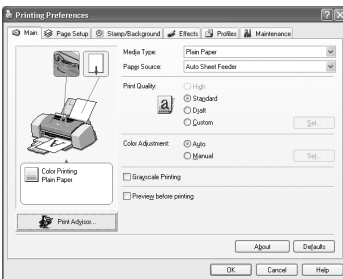 Printing Preferences
Main Page Setup Stamp/Background Effects Profiles Maintenance
Media Type: Plain Paper
Paper Source: Auto Sheet Feeder
Print Quality: High
Standard
Draft
Custom Set...
Color Adjustment: Auto
Manual Set...
Color Printing
Plain Paper
Grayscale Printing
Preview before printing
Print Advisor...
About Defaults
OK Cancel Help